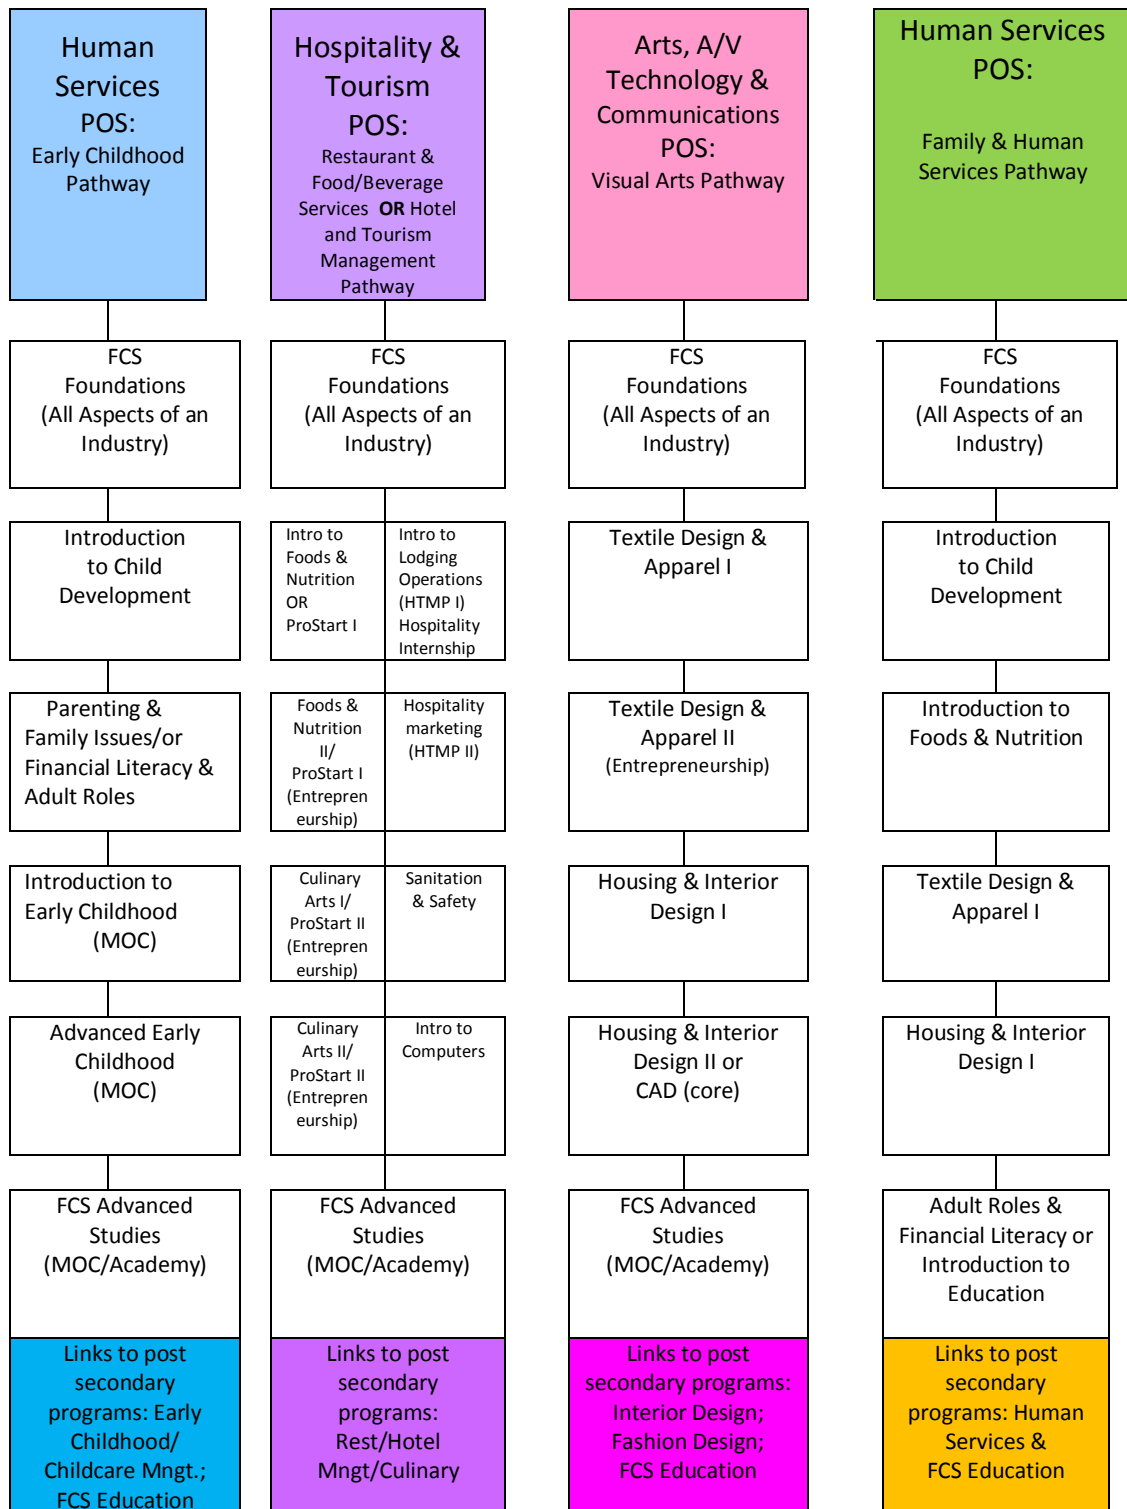 Human
Services
POS:
Early Childhood
Pathway
FCS
Foundations
(All Aspects of an
Industry)
Introduction
to Child
Development
Parenting &
Family Issues/or
Financial Literacy &
Adult Roles
Introduction to
Early Childhood
(MOC)
Advanced Early
Childhood
(MOC)
FCS Advanced
Studies
(MOC/Academy)
Links to post
secondary
programs: Early
Childhood/
Childcare Mngt.;
FCS Education
Hospitality &
Tourism
POS:
Restaurant &
Food/Beverage
Services OR Hotel
and Tourism
Management
Pathway
FCS
Foundations
(All Aspects of an
Industry)
Intro to
Foods &
Nutrition
OR
ProStart I
Intro to
Lodging
Operations
(HTMP I)
Hospitality
Internship
Foods &
Nutrition
II/
ProStart I
(Entrepren
eurship)
Hospitality
marketing
(HTMP II)
Culinary
Arts I/
ProStart II
(Entrepren
eurship)
Sanitation
& Safety
Culinary
Arts II/
ProStart II
(Entrepren
eurship)
Intro to
Computers
FCS Advanced
Studies
(MOC/Academy)
Links to post
secondary
programs:
Rest/Hotel
Mngt/Culinary
Arts, A/V
Technology &
Communications
POS:
Visual Arts Pathway
FCS
Foundations
(All Aspects of an
Industry)
Textile Design &
Apparel I
Textile Design &
Apparel II
(Entrepreneurship)
Housing & Interior
Design I
Housing & Interior
Design II or
CAD (core)
FCS Advanced
Studies
(MOC/Academy)
Links to post
secondary programs:
Interior Design;
Fashion Design;
FCS Education
Human Services
POS:
Family & Human
Services Pathway
FCS
Foundations
(All Aspects of an
Industry)
Introduction
to Child
Development
Introduction to
Foods & Nutrition
Textile Design &
Apparel I
Housing & Interior
Design I
Adult Roles &
Financial Literacy or
Introduction to
Education
Links to post
secondary
programs: Human
Services &
FCS Education